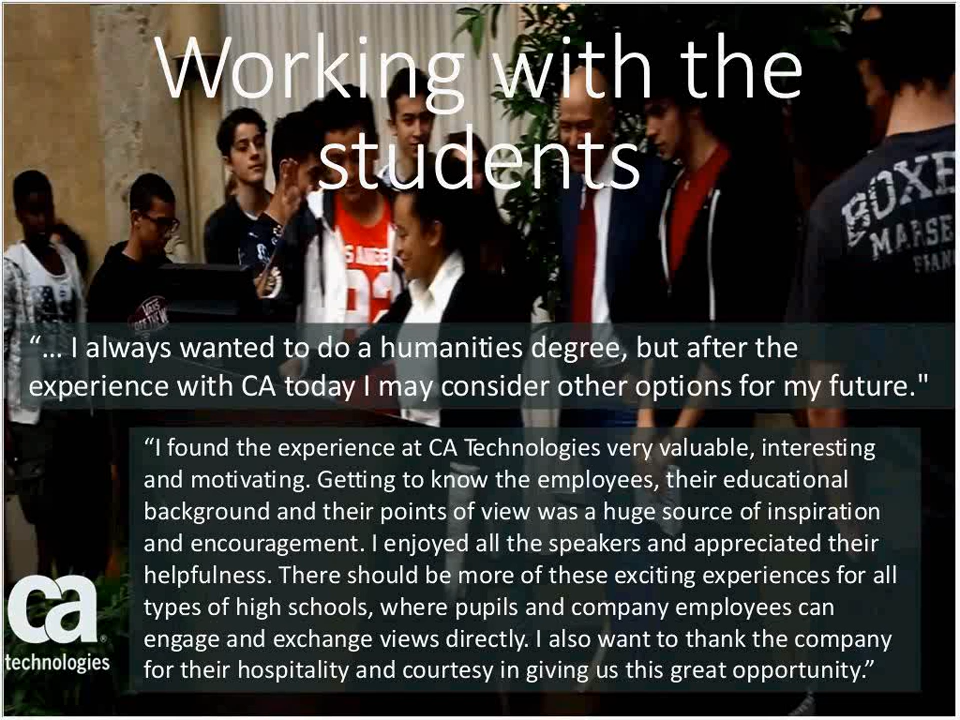 Working with the
students
“... I always wanted to do a humanities degree, but after the
experience with CA today I may consider other options for my future."
“I found the experience at CA Technologies very valuable, interesting
and motivating. Getting to know the employees, their educational
background and their points of view was a huge source of inspiration
and encouragement. I enjoyed all the speakers and appreciated their
helpfulness. There should be more of these exciting experiences for all
types of high schools, where pupils and company employees can
engage and exchange views directly. I also want to thank the company
for their hospitality and courtesy in giving us this great opportunity.”
ca
technologies
VANS